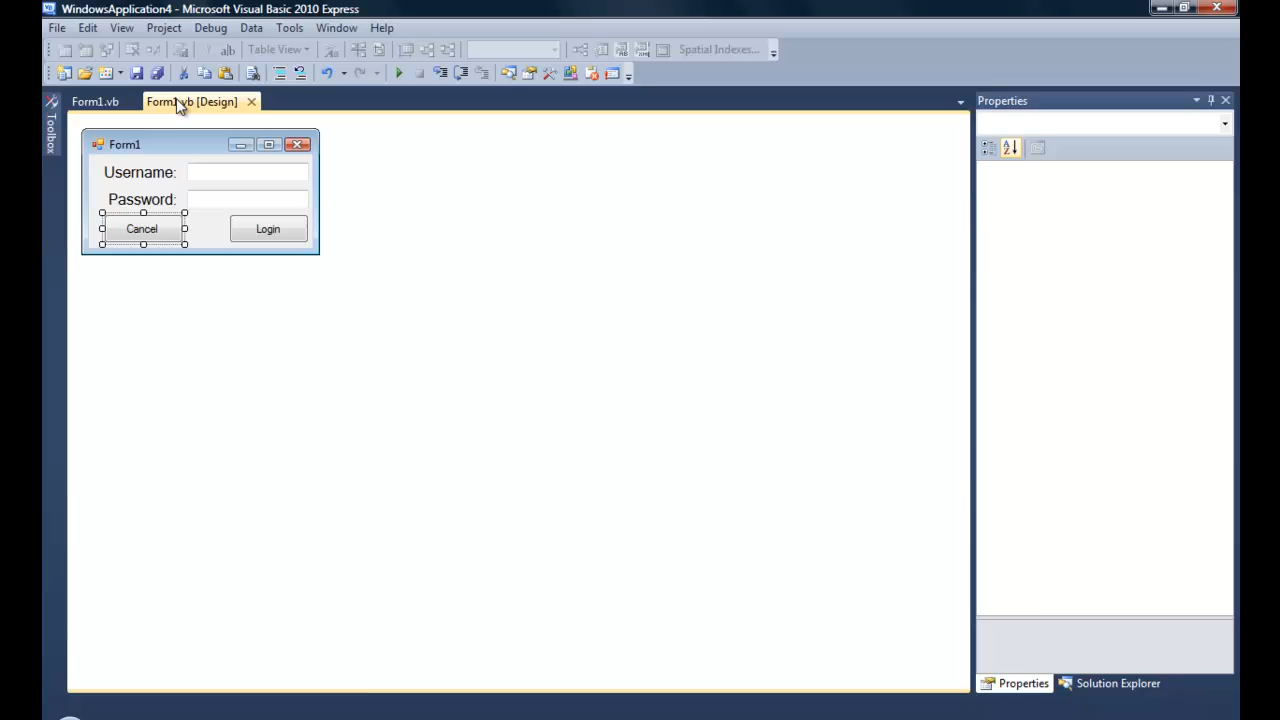 WindowsApplication4 - Microsoft Visual Basic 2010 Express
File Edit View Project Debug Data Tools Window Help
ab Table View Spatial Indexes...
Toolbox
Form1.vb Form1.vb [Design]
Properties
Form1
Username:
Password:
Cancel Login
Properties Solution Explorer